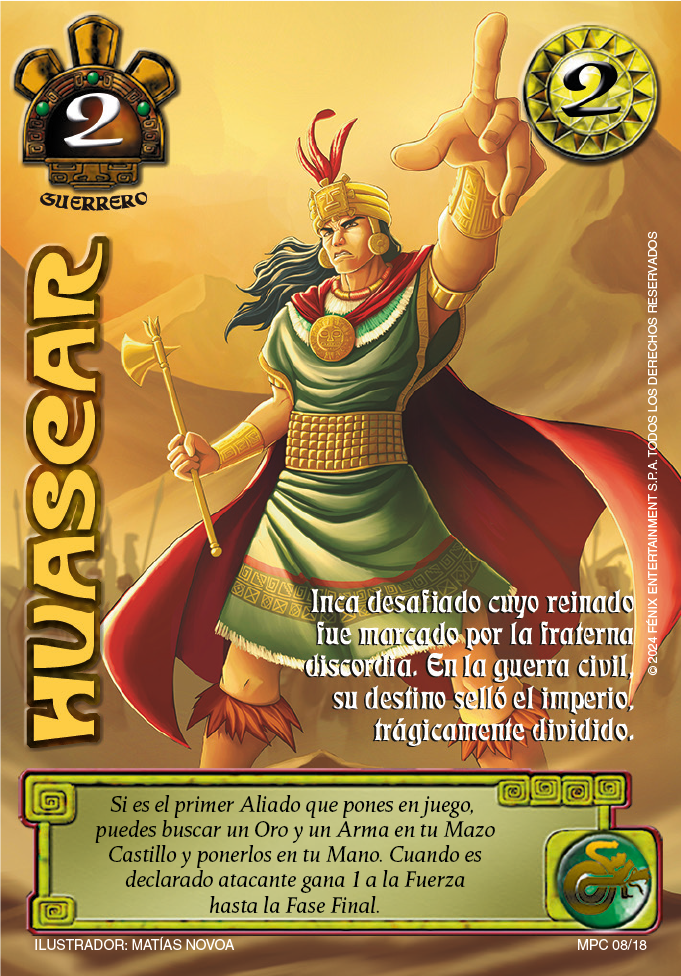 2
2
GUERRERO
HUASCAR
© 2024 FÉNIX ENTERTAINMENT S.P.A. TODOS LOS DERECHOS RESERVADOS
Inca desafiado cuyo reinado
fue marcado por la fraterna
discordia. En la guerra civil,
su destino selló el imperio,
trágicamente dividido.
Si es el primer Aliado que pones en juego,
puedes buscar un Oro y un Arma en tu Mazo
Castillo y ponerlos en tu Mano. Cuando es
declarado atacante gana 1 a la Fuerza
hasta la Fase Final.
ILUSTRADOR: MATÍAS NOVOA
MPC 08/18